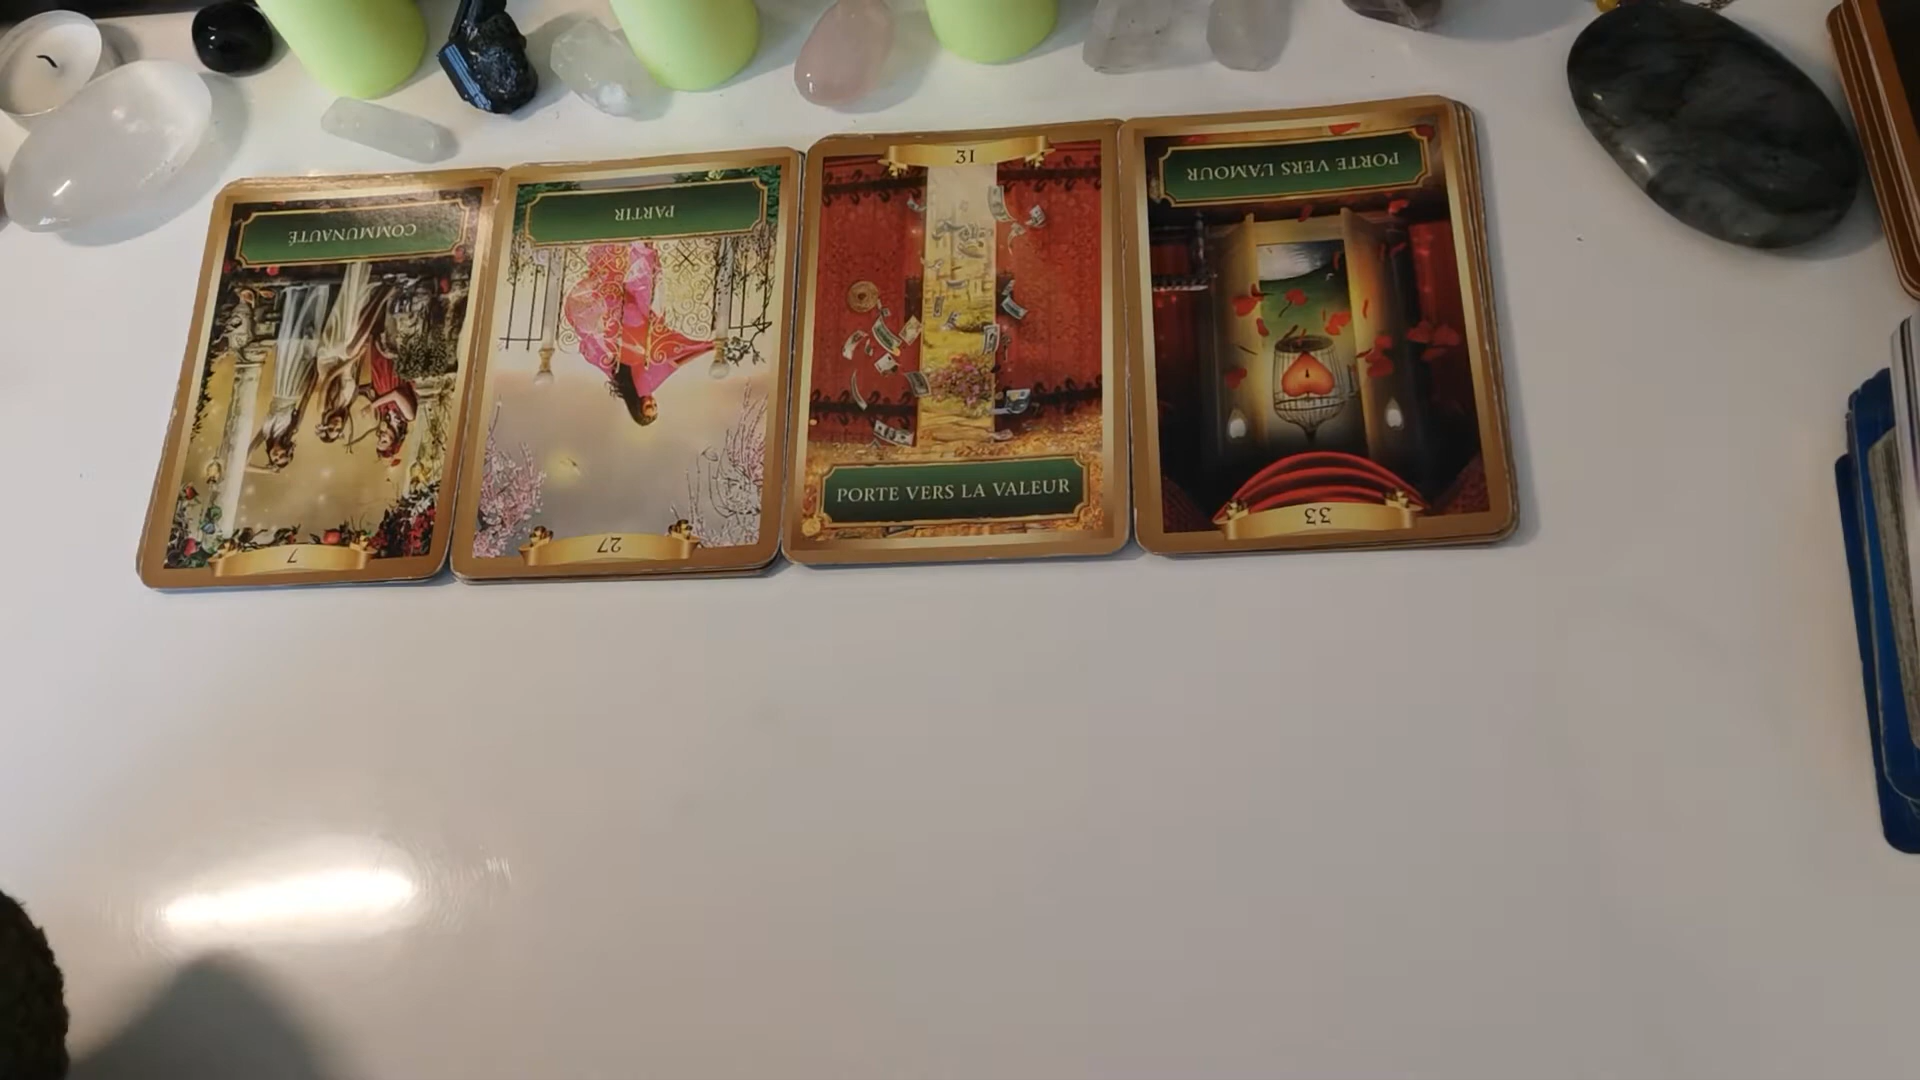 COMMUNAUTÉ
7
PARTIR
27
31
PORTE VERS LA VALEUR
PORTE VERS L'AMOUR
33